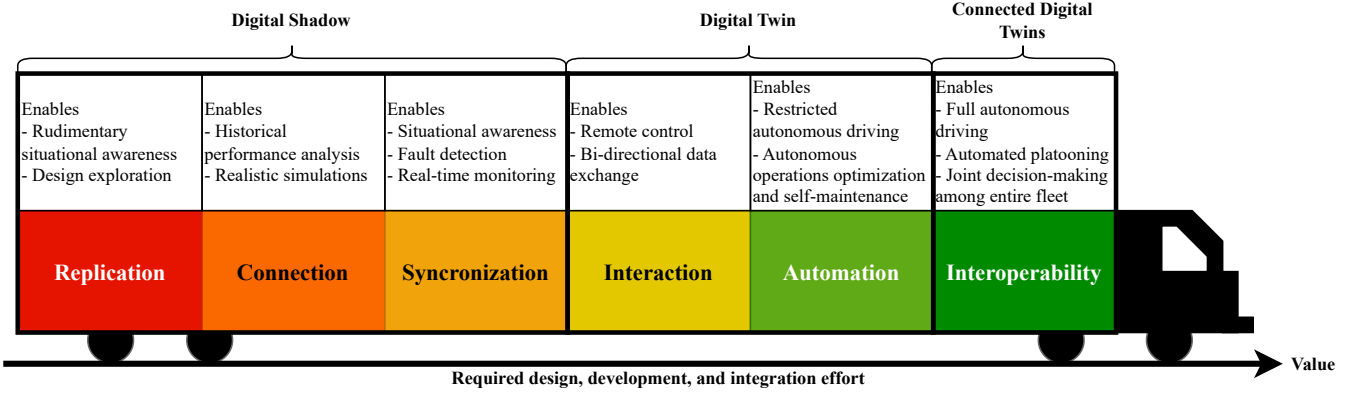 Digital Shadow
Digital Twin
Connected Digital
Twins
Enables
- Rudimentary
situational awareness
- Design exploration
Enables
- Historical
performance analysis
- Realistic simulations
Enables
- Situational awareness
- Fault detection
- Real-time monitoring
Enables
- Remote control
- Bi-directional data
exchange
Enables
- Restricted
autonomous driving
- Autonomous
operations optimization
and self-maintenance
Enables
- Full autonomous
driving
- Automated platooning
- Joint decision-making
among entire fleet
Replication
Connection
Syncronization
Interaction
Automation
Interoperability
Value
Required design, development, and integration effort